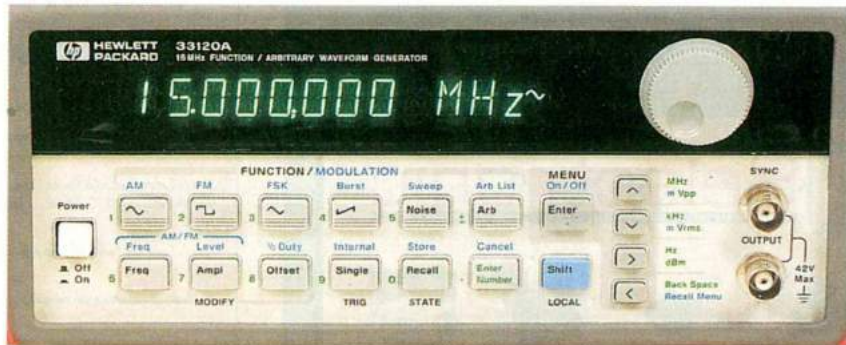 hp HEWLETT PACKARD 33120A
15 MHz FUNCTION / ARBITRARY WAVEFORM GENERATOR
15.000,000 MHz~
FUNCTION / MODULATION
MENU
AM FM FSK Burst Sweep Arb List On/Off
Power
1 2 3 4 5 Noise ± Arb Enter
AM/FM
Freq Level % Duty Internal Store Cancel
Off
On
6 Freq 7 Ampl 8 Offset 9 Single 0 Recall . Enter Number Shift
MODIFY TRIG STATE LOCAL
^ MHz
m Vpp
∨ kHz
m Vrms
> Hz
dBm
< Back Space
Recall Menu
SYNC
OUTPUT
42V
Max